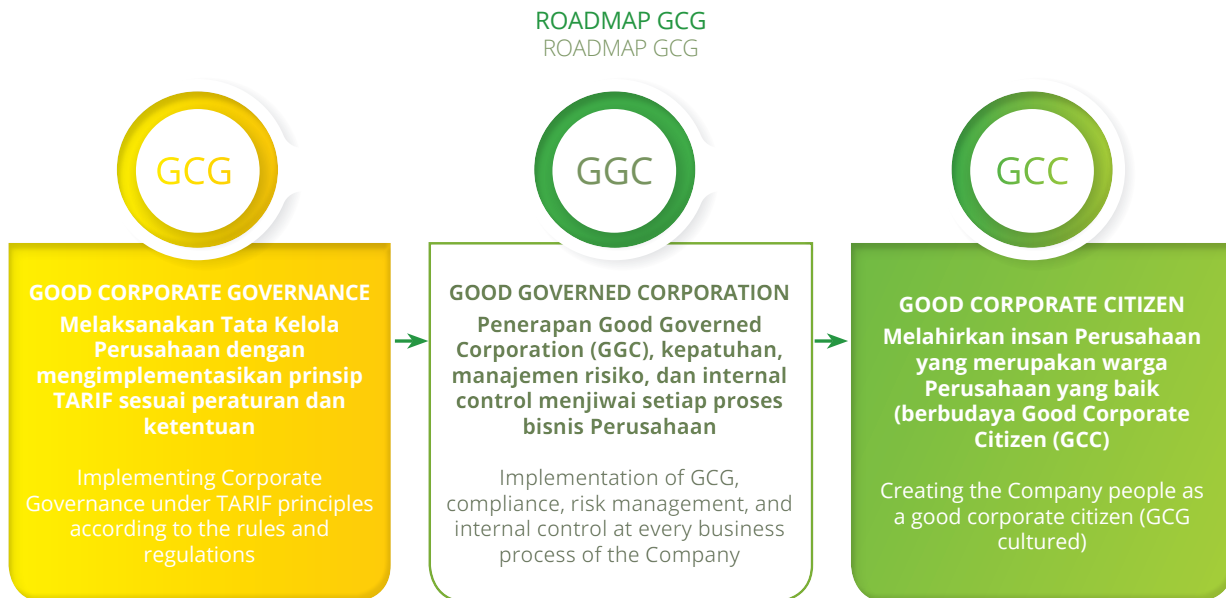 ROADMAP GCG
ROADMAP GCG
GCG
GOOD CORPORATE GOVERNANCE
Melaksanakan Tata Kelola
Perusahaan dengan
mengimplementasikan prinsip
TARIF sesuai peraturan dan
ketentuan
Implementing Corporate
Governance under TARIF principles
according to the rules and
regulations
GGC
GOOD GOVERNED CORPORATION
Penerapan Good Governed
Corporation (GGC), kepatuhan,
manajemen risiko, dan internal
control menjiwai setiap proses
bisnis Perusahaan
Implementation of GCG,
compliance, risk management, and
internal control at every business
process of the Company
GCC
GOOD CORPORATE CITIZEN
Melahirkan insan Perusahaan
yang merupakan warga
Perusahaan yang baik
(berbudaya Good Corporate
Citizen (GCC)
Creating the Company people as
a good corporate citizen (GCG
cultured)